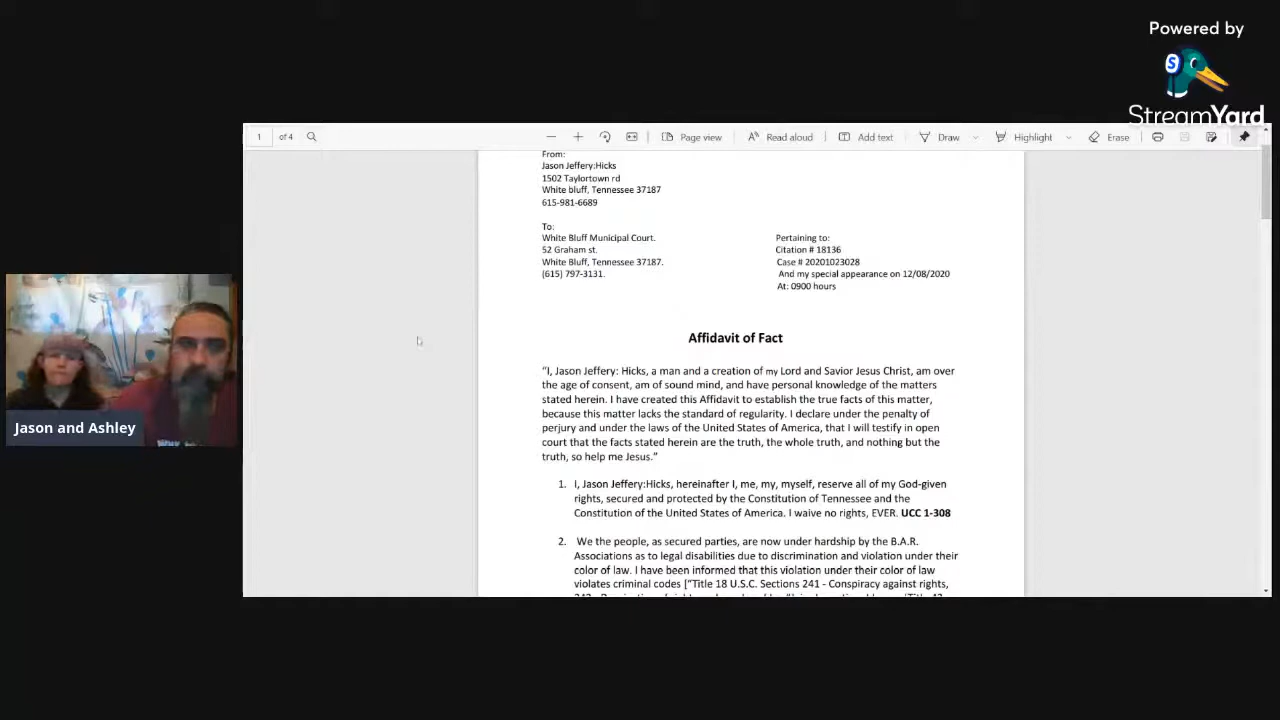 Powered by
StreamYard
1 of 4
Page view
Read aloud
Add text
Draw
Highlight
Erase
From:
Jason Jeffery:Hicks
1502 Taylortown rd
White bluff, Tennessee 37187
615-981-6689
To:
White Bluff Municipal Court.
52 Graham st.
White Bluff, Tennessee 37187.
(615) 797-3131.
Pertaining to:
Citation # 18136
Case # 20201023028
And my special appearance on 12/08/2020
At: 0900 hours
Affidavit of Fact
“I, Jason Jeffery: Hicks, a man and a creation of my Lord and Savior Jesus Christ, am over
the age of consent, am of sound mind, and have personal knowledge of the matters
stated herein. I have created this Affidavit to establish the true facts of this matter,
because this matter lacks the standard of regularity. I declare under the penalty of
perjury and under the laws of the United States of America, that I will testify in open
court that the facts stated herein are the truth, the whole truth, and nothing but the
truth, so help me Jesus.”
1. I, Jason Jeffery:Hicks, hereinafter I, me, my, myself, reserve all of my God-given
rights, secured and protected by the Constitution of Tennessee and the
Constitution of the United States of America. I waive no rights, EVER. UCC 1-308
2. We the people, as secured parties, are now under hardship by the B.A.R.
Associations as to legal disabilities due to discrimination and violation under their
color of law. I have been informed that this violation under their color of law
violates criminal codes [“Title 18 U.S.C. Sections 241 - Conspiracy against rights,
Jason and Ashley